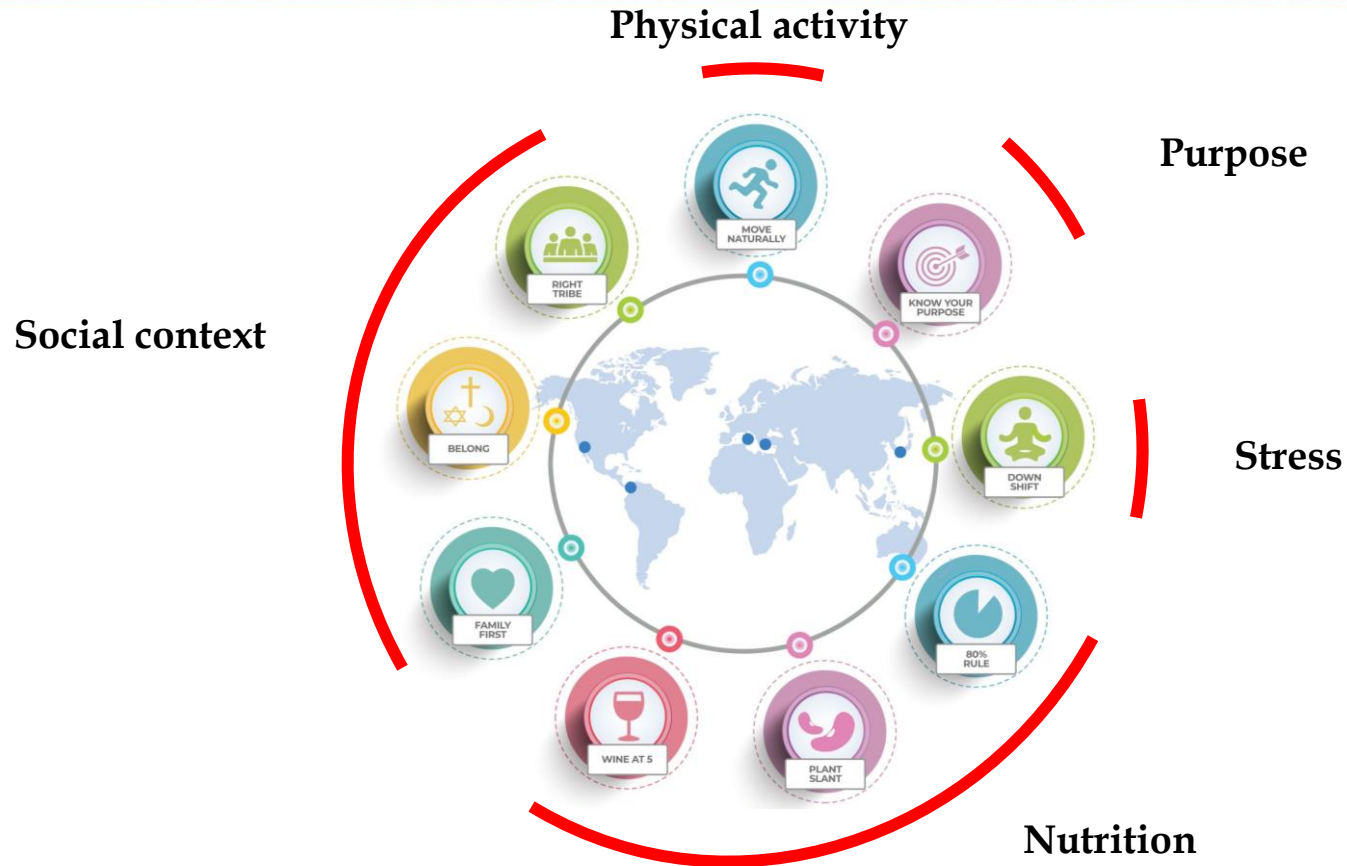 Physical activity
Purpose
MOVE
NATURALLY
RIGHT
TRIBE
KNOW YOUR
PURPOSE
Social context
BELONG
DOWN
SHIFT
Stress
FAMILY
FIRST
80%
RULE
WINE AT 5
PLANT
SLANT
Nutrition